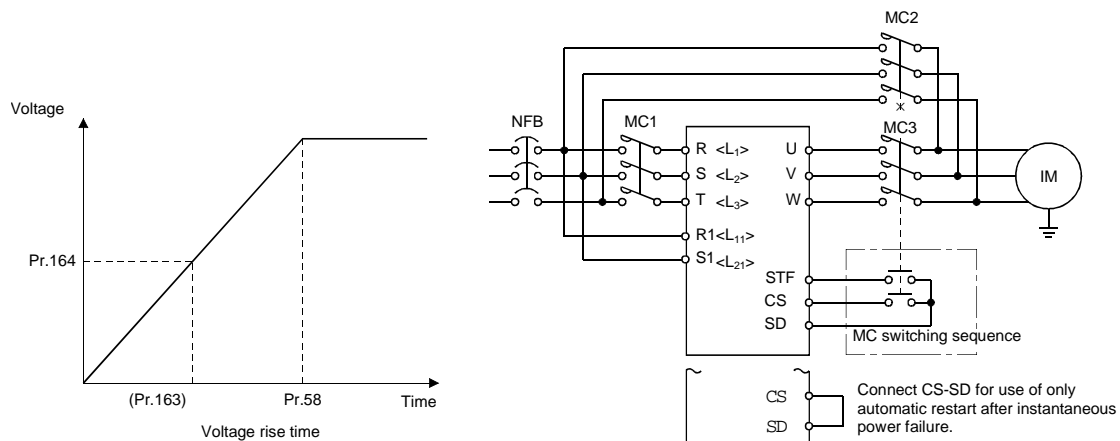 Voltage
Pr.164
(Pr.163)
Pr.58
Time
Voltage rise time
MC2
NFB
MC1
MC3
R <L1>
S <L2>
T <L3>
R1<L11>
S1<L21>
U
V
W
IM
STF
CS
SD
MC switching sequence
CS
SD
Connect CS-SD for use of only
automatic restart after instantaneous
power failure.